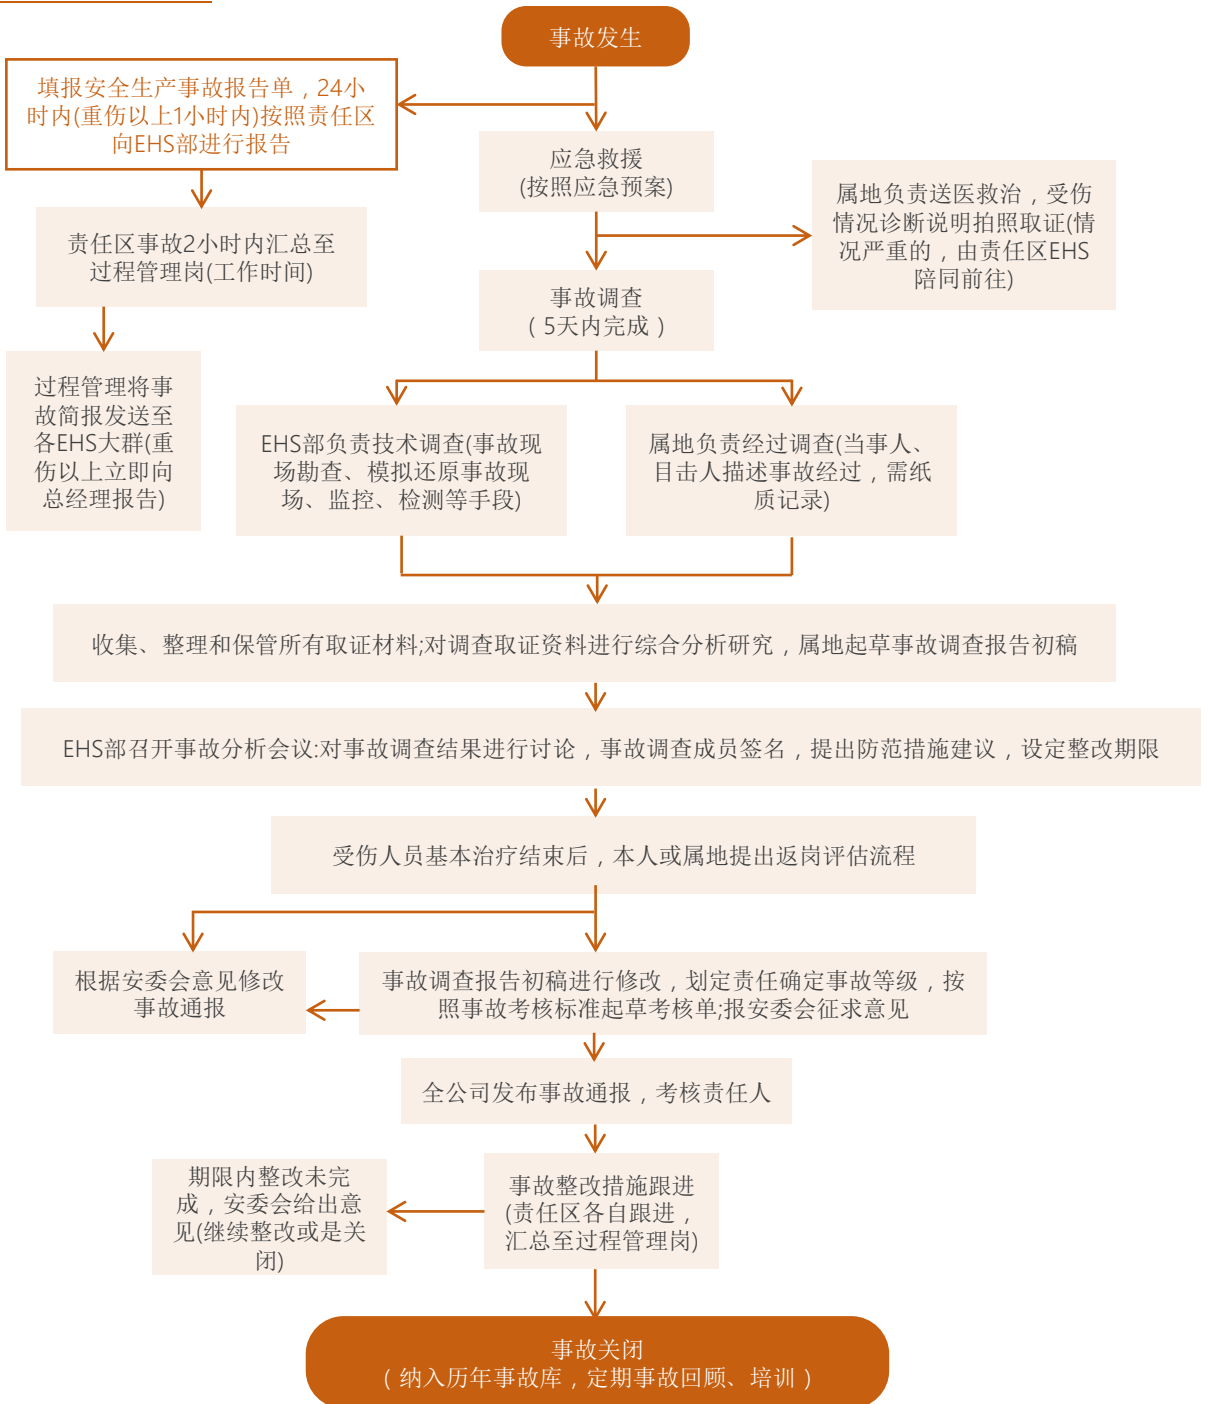 事故发生
填报安全生产事故报告单，24小
时内(重伤以上1小时内)按照责任区
向EHS部进行报告
应急救援
(按照应急预案)
属地负责送医救治，受伤
情况诊断说明拍照取证(情
况严重的，由责任区EHS
陪同前往)
责任区事故2小时内汇总至
过程管理岗(工作时间)
事故调查
（5天内完成）
过程管理将事
故简报发送至
各EHS大群(重
伤以上立即向
总经理报告)
EHS部负责技术调查(事故现
场勘查、模拟还原事故现
场、监控、检测等手段)
属地负责经过调查(当事人、
目击人描述事故经过，需纸
质记录)
收集、整理和保管所有取证材料;对调查取证资料进行综合分析研究，属地起草事故调查报告初稿
EHS部召开事故分析会议:对事故调查结果进行讨论，事故调查成员签名，提出防范措施建议，设定整改期限
受伤人员基本治疗结束后，本人或属地提出返岗评估流程
根据安委会意见修改
事故通报
事故调查报告初稿进行修改，划定责任确定事故等级，按
照事故考核标准起草考核单;报安委会征求意见
全公司发布事故通报，考核责任人
期限内整改未完
成，安委会给出意
见(继续整改或是关
闭)
事故整改措施跟进
(责任区各自跟进，
汇总至过程管理岗)
事故关闭
（纳入历年事故库，定期事故回顾、培训）